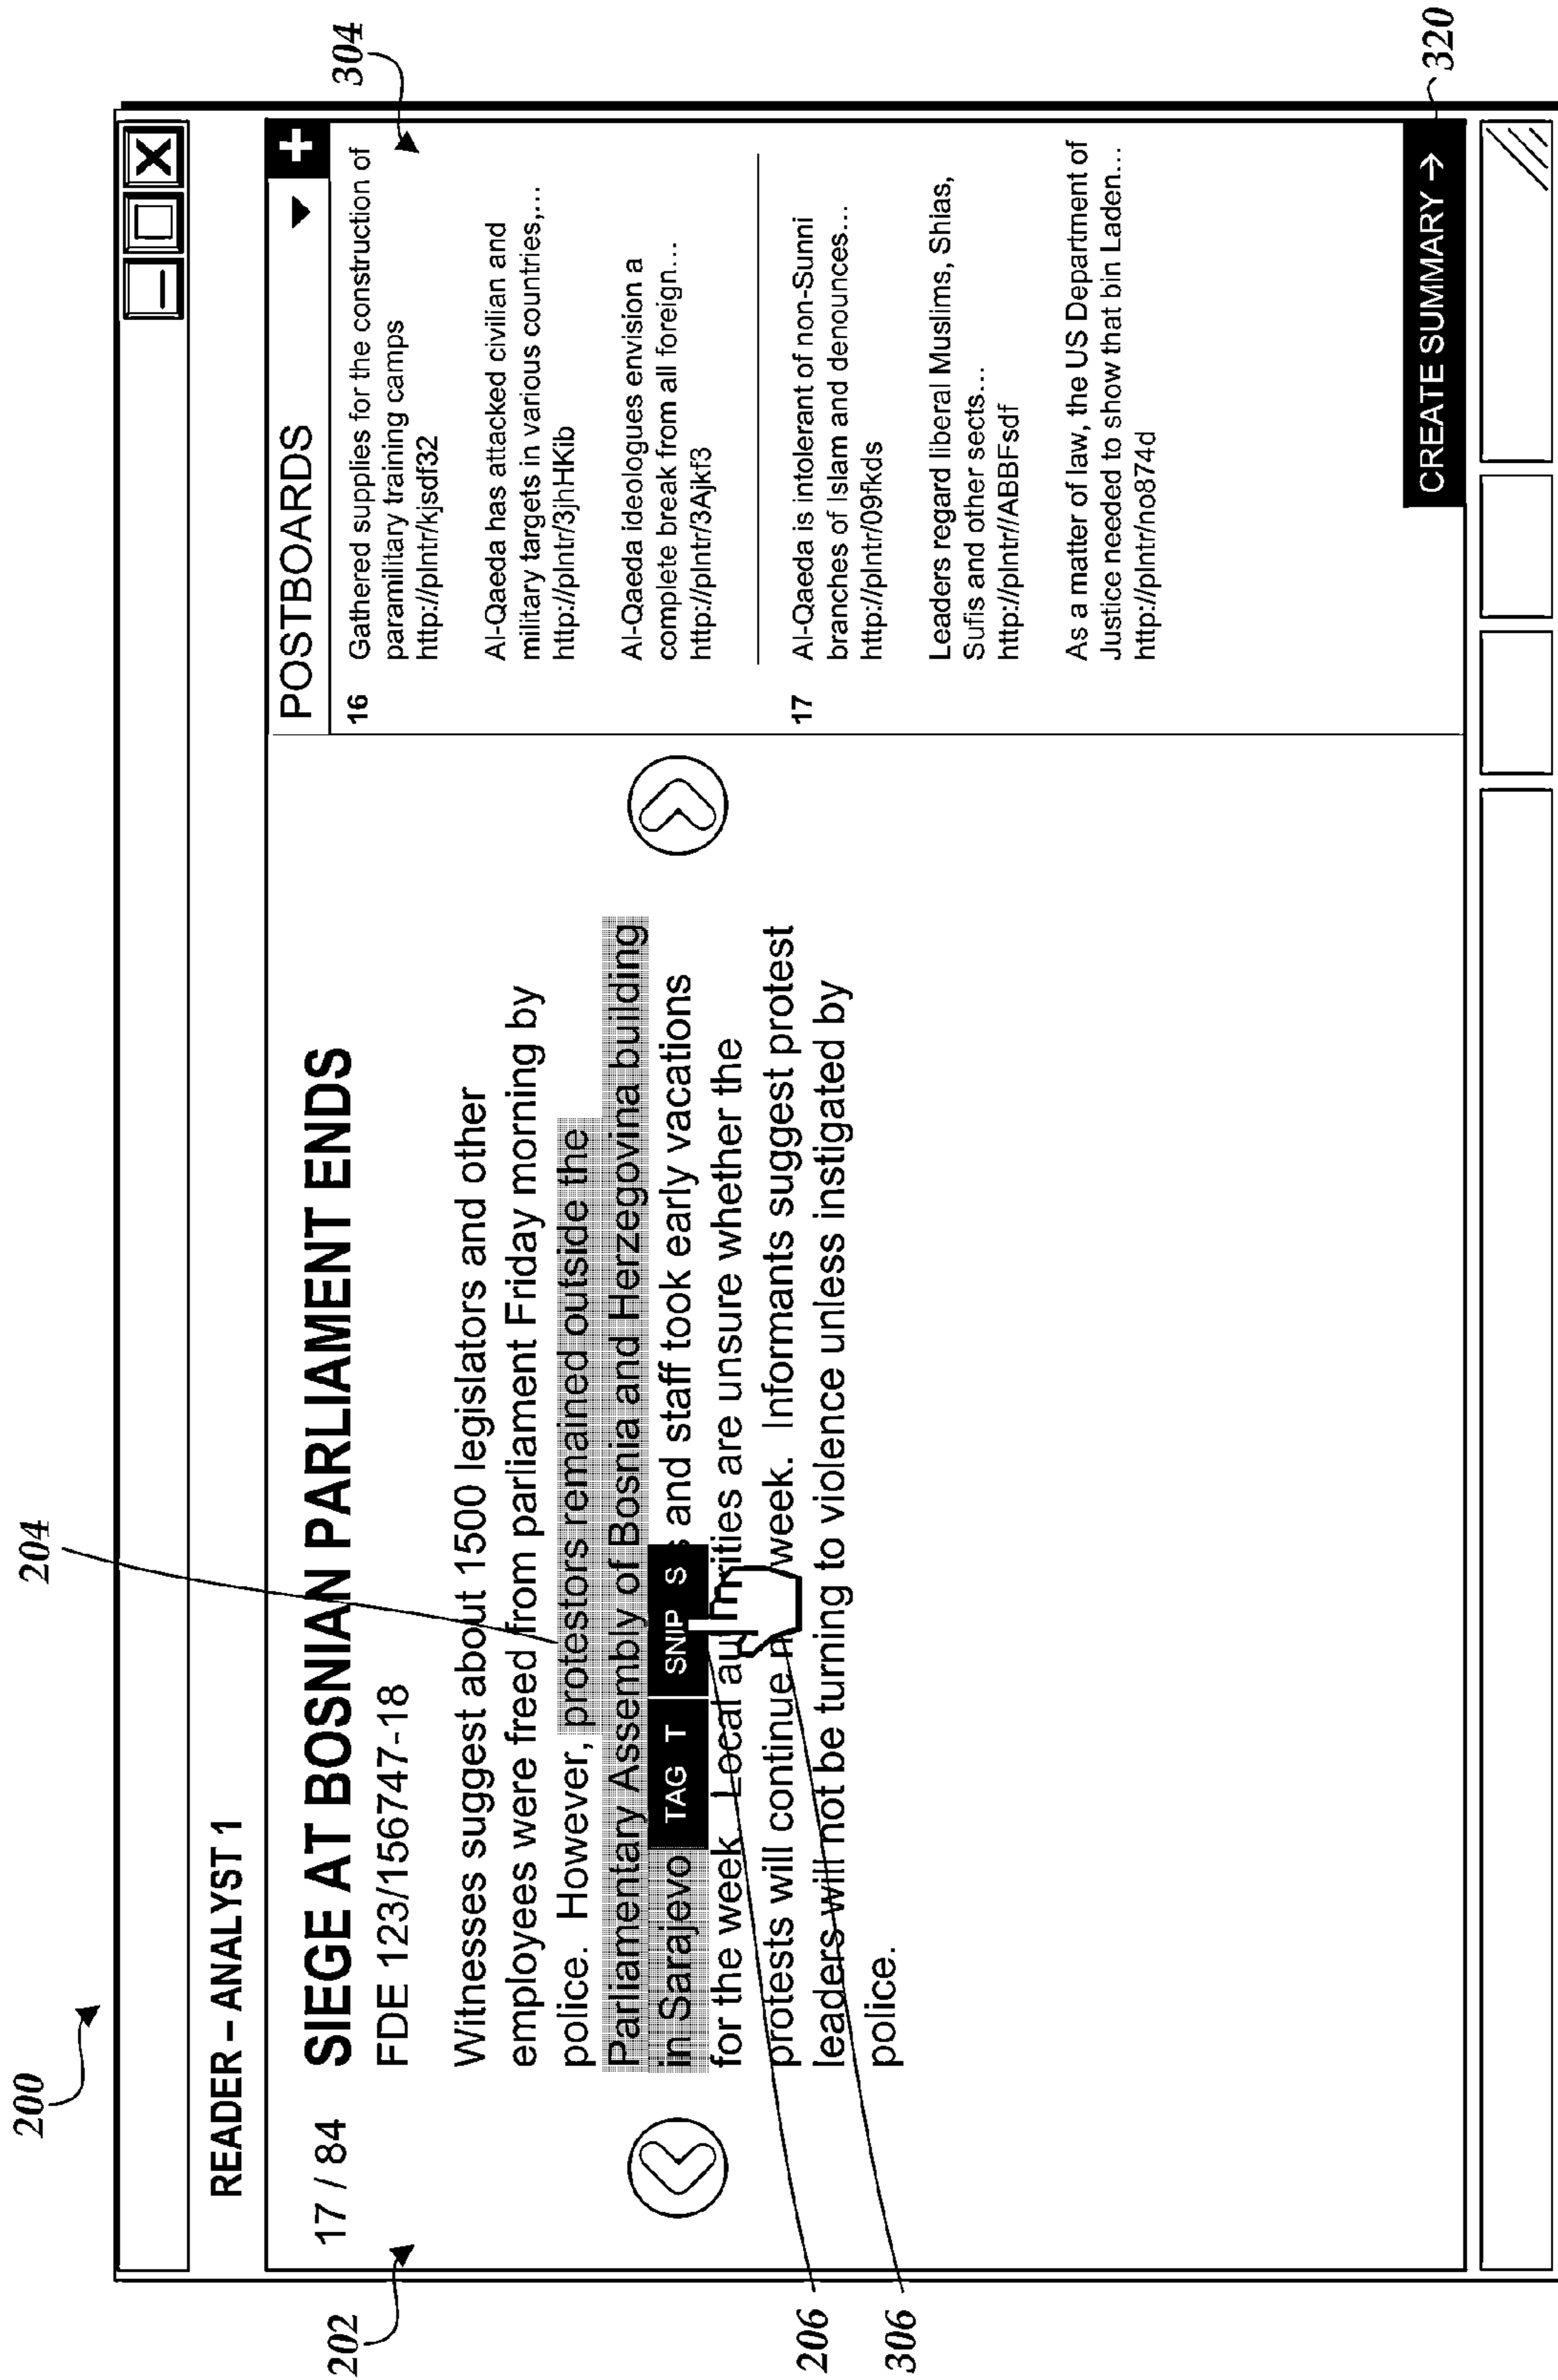 200
204
READER – ANALYST 1
202
17 / 84
SIEGE AT BOSNIAN PARLIAMENT ENDS
FDE 123/156747-18
Witnesses suggest about 1500 legislators and other
employees were freed from parliament Friday morning by
police. However, protestors remained outside the
Parliamentary Assembly of Bosnia and Herzegovina building
in Sarajevo
TAG T
SNIP S
and staff took early vacations
for the week. Local are unsure whether the
protests will continue week. Informants suggest protest
leaders will not be turning to violence unless instigated by
police.
206
306
POSTBOARDS
+
304
16
Gathered supplies for the construction of
paramilitary training camps
http://plntr/kjsdf32
Al-Qaeda has attacked civilian and
military targets in various countries,...
http://plntr/3jhHKib
Al-Qaeda ideologues envision a
complete break from all foreign...
http://plntr/3Ajkf3
17
Al-Qaeda is intolerant of non-Sunni
branches of Islam and denounces...
http://plntr/09fkds
Leaders regard liberal Muslims, Shias,
Sufis and other sects...
http://plntr//ABBFsdf
As a matter of law, the US Department of
Justice needed to show that bin Laden...
http://plntr/no874d
CREATE SUMMARY →
320